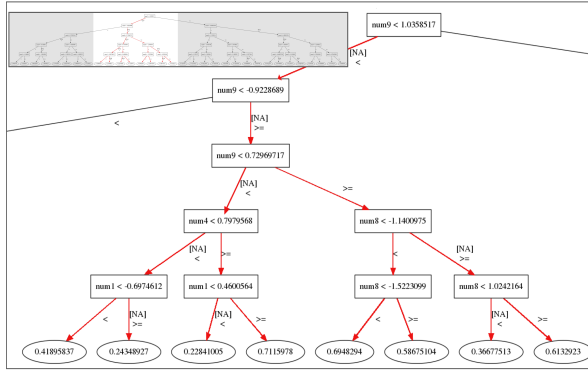 num9 < 1.0358517
[NA]
<
num9 < -0.9228689
<
[NA]
>=
num9 < 0.72969717
[NA]
<
>=
num4 < 0.7979568
num8 < -1.1400975
[NA]
<
>=
<
[NA]
>=
num1 < -0.6974612
num1 < 0.4600564
num8 < -1.5223099
num8 < 1.0242164
<
[NA]
>=
[NA]
<
>=
<
>=
[NA]
<
>=
0.41895837
0.24348927
0.22841005
0.7115978
0.6948294
0.58675104
0.36677513
0.6132923